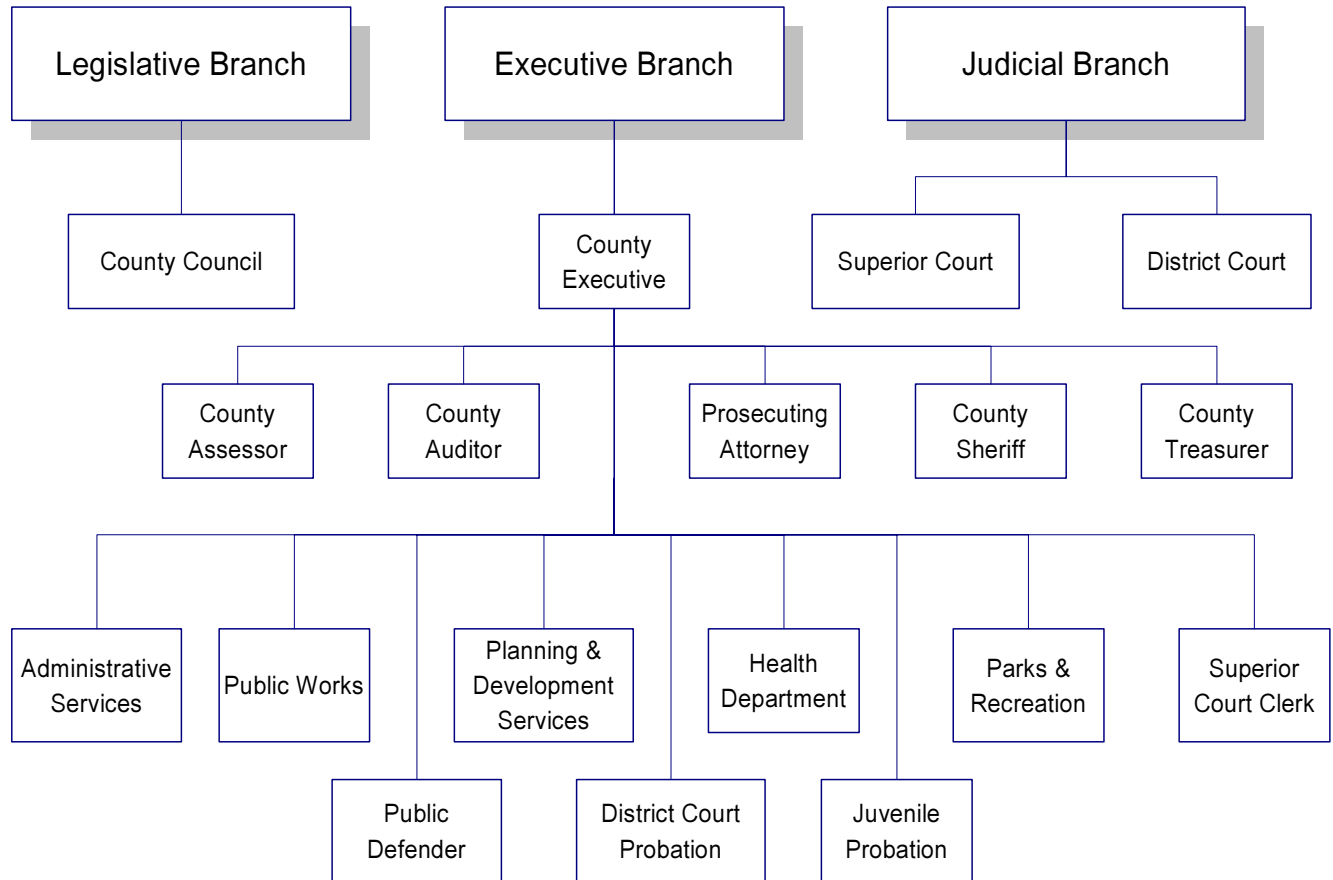 Legislative Branch
Executive Branch
Judicial Branch
County Council
County
Executive
Superior Court
District Court
County
Assessor
County
Auditor
Prosecuting
Attorney
County
Sheriff
County
Treasurer
Administrative
Services
Public Works
Planning &
Development
Services
Health
Department
Parks &
Recreation
Superior
Court Clerk
Public
Defender
District Court
Probation
Juvenile
Probation